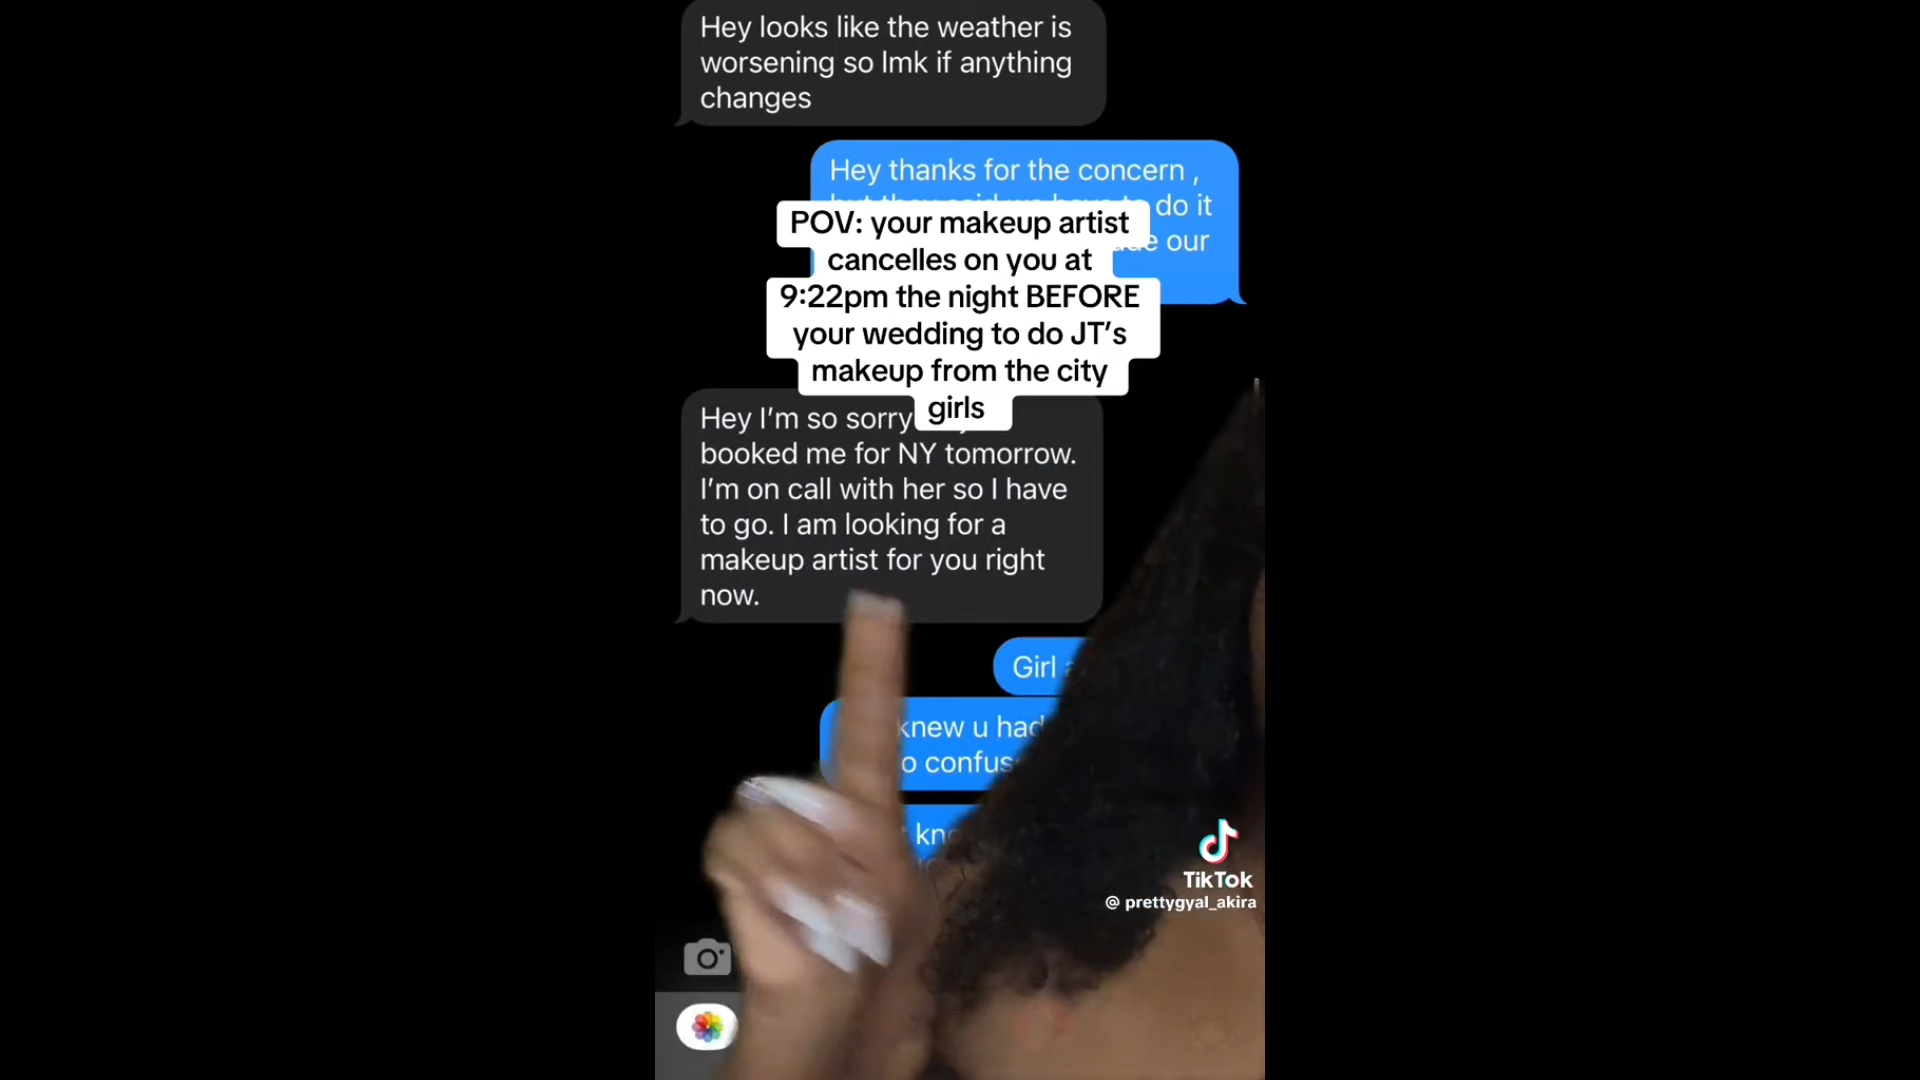 Hey looks like the weather is
worsening so lmk if anything
changes
Hey thanks for the concern ,
do it
our
POV: your makeup artist
cancelles on you at
9:22pm the night BEFORE
your wedding to do JT’s
makeup from the city
girls
Hey I’m so sorry
booked me for NY tomorrow.
I’m on call with her so I have
to go. I am looking for a
makeup artist for you right
now.
Girl
knew u had
TikTok
@ prettygyal_akira